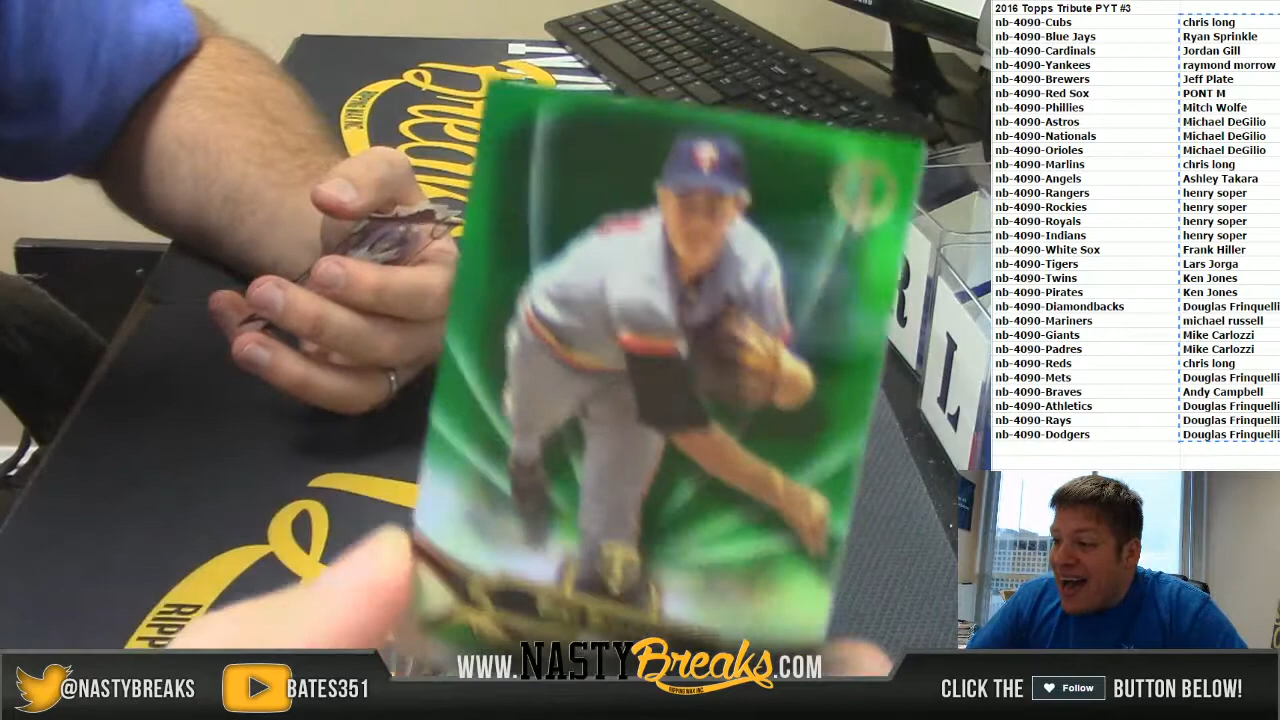 2016 Topps Tribute PYT #3
nb-4090-Cubs chris long
nb-4090-Blue Jays Ryan Sprinkle
nb-4090-Cardinals Jordan Gill
nb-4090-Yankees raymond morrow
nb-4090-Brewers Jeff Plate
nb-4090-Red Sox PONT M
nb-4090-Phillies Mitch Wolfe
nb-4090-Astros Michael DeGilio
nb-4090-Nationals Michael DeGilio
nb-4090-Orioles Michael DeGilio
nb-4090-Marlins chris long
nb-4090-Angels Ashley Takara
nb-4090-Rangers henry soper
nb-4090-Rockies henry soper
nb-4090-Royals henry soper
nb-4090-Indians henry soper
nb-4090-White Sox Frank Hiller
nb-4090-Tigers Lars Jorga
nb-4090-Twins Ken Jones
nb-4090-Pirates Ken Jones
nb-4090-Diamondbacks Douglas Frinquelli
nb-4090-Mariners michael russell
nb-4090-Giants Mike Carlozzi
nb-4090-Padres Mike Carlozzi
nb-4090-Reds chris long
nb-4090-Mets Douglas Frinquelli
nb-4090-Braves Andy Campbell
nb-4090-Athletics Douglas Frinquelli
nb-4090-Rays Douglas Frinquelli
nb-4090-Dodgers Douglas Frinquelli
R
L
RIPP
@NASTYBREAKS
BATES351
WWW.NASTYBreaks.COM
RIPPING WAX INC.
CLICK THE Follow BUTTON BELOW!